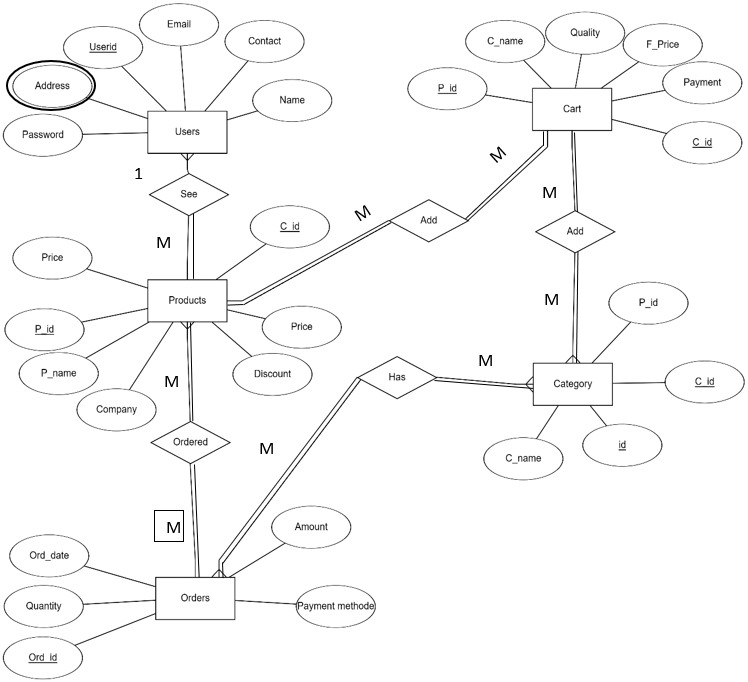 Email
Userid
Contact
Address
Name
Password
Users
C_name
Quality
F_Price
P_id
Payment
Cart
C_id
1
See
M
M
M
Add
M
Add
M
C_id
Price
Products
P_id
Price
P_name
Discount
Company
M
Ordered
M
Has
M
M
P_id
Category
C_id
C_name
id
Amount
Ord_date
Quantity
Orders
Payment methode
Ord_id